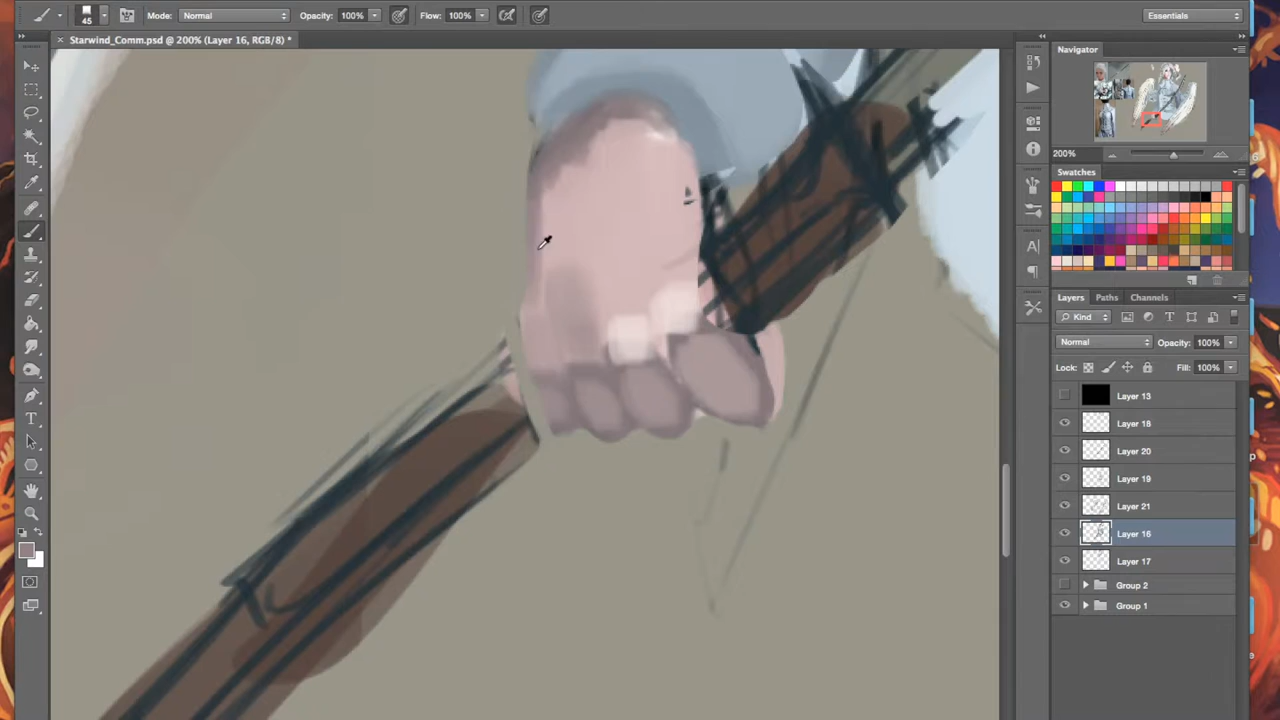 45 Mode: Normal Opacity: 100% Flow: 100% Essentials
× Starwind_Comm.psd @ 200% (Layer 16, RGB/8) *
Navigator
200%
Swatches
Layers Paths Channels
Kind
Normal Opacity: 100%
Lock: Fill: 100%
Layer 13
Layer 18
Layer 20
Layer 19
Layer 21
Layer 16
Layer 17
Group 2
Group 1